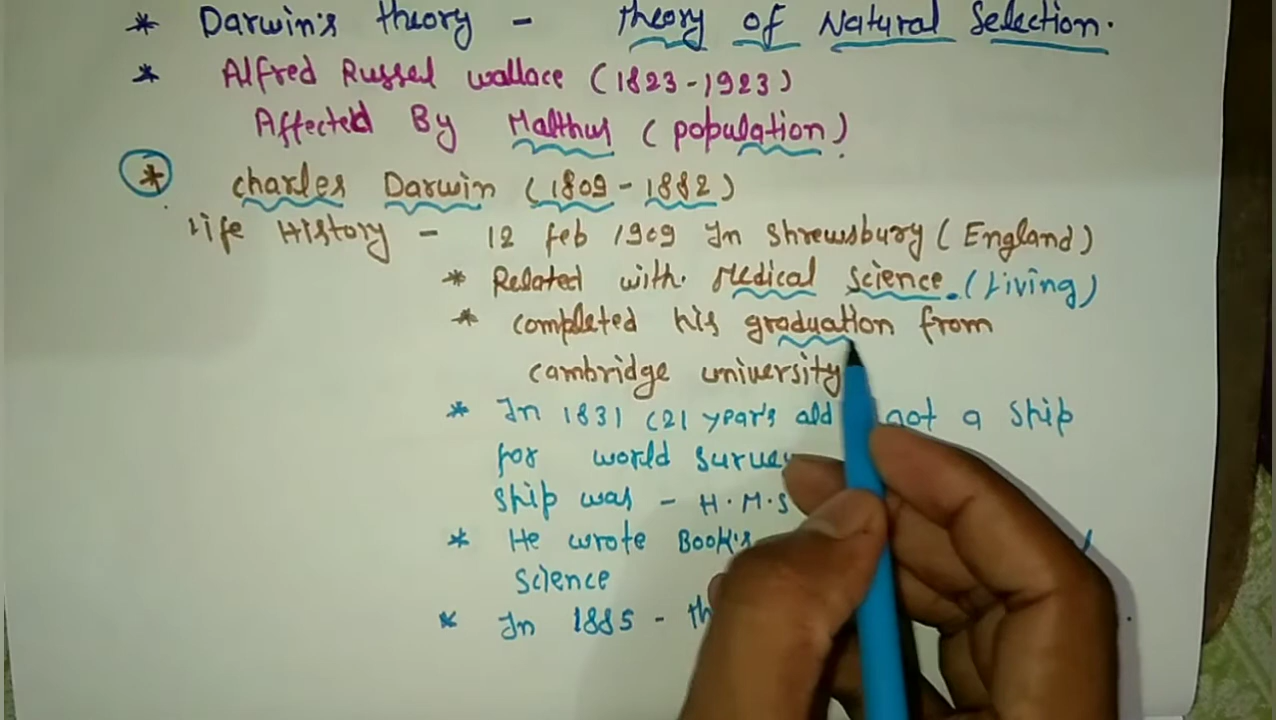 * Darwin's theory - theory of Natural Selection.
* Alfred Russel wallace (1823-1923)
Affected By Malthus (population).
* charles Darwin (1809-1882)
Life History - 12 feb 1909 In Shrewsbury (England)
* Related with. Medical Science. (Living)
* completed his graduation from
cambridge university
* In 1831 (21 year's old got a ship
for world survey
ship was - H.M.S
* He wrote Book's
science
* In 1885 -